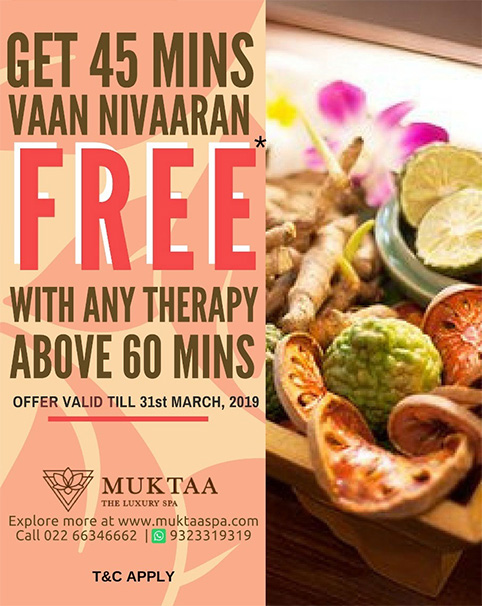 GET 45 MINS
VAAN NIVAARAN
FREE*
WITH ANY THERAPY
ABOVE 60 MINS
OFFER VALID TILL 31st MARCH, 2019
MUKTAA
THE LUXURY SPA
Explore more at www.muktaaspa.com
Call 022 66346662 | 9323319319
T&C APPLY